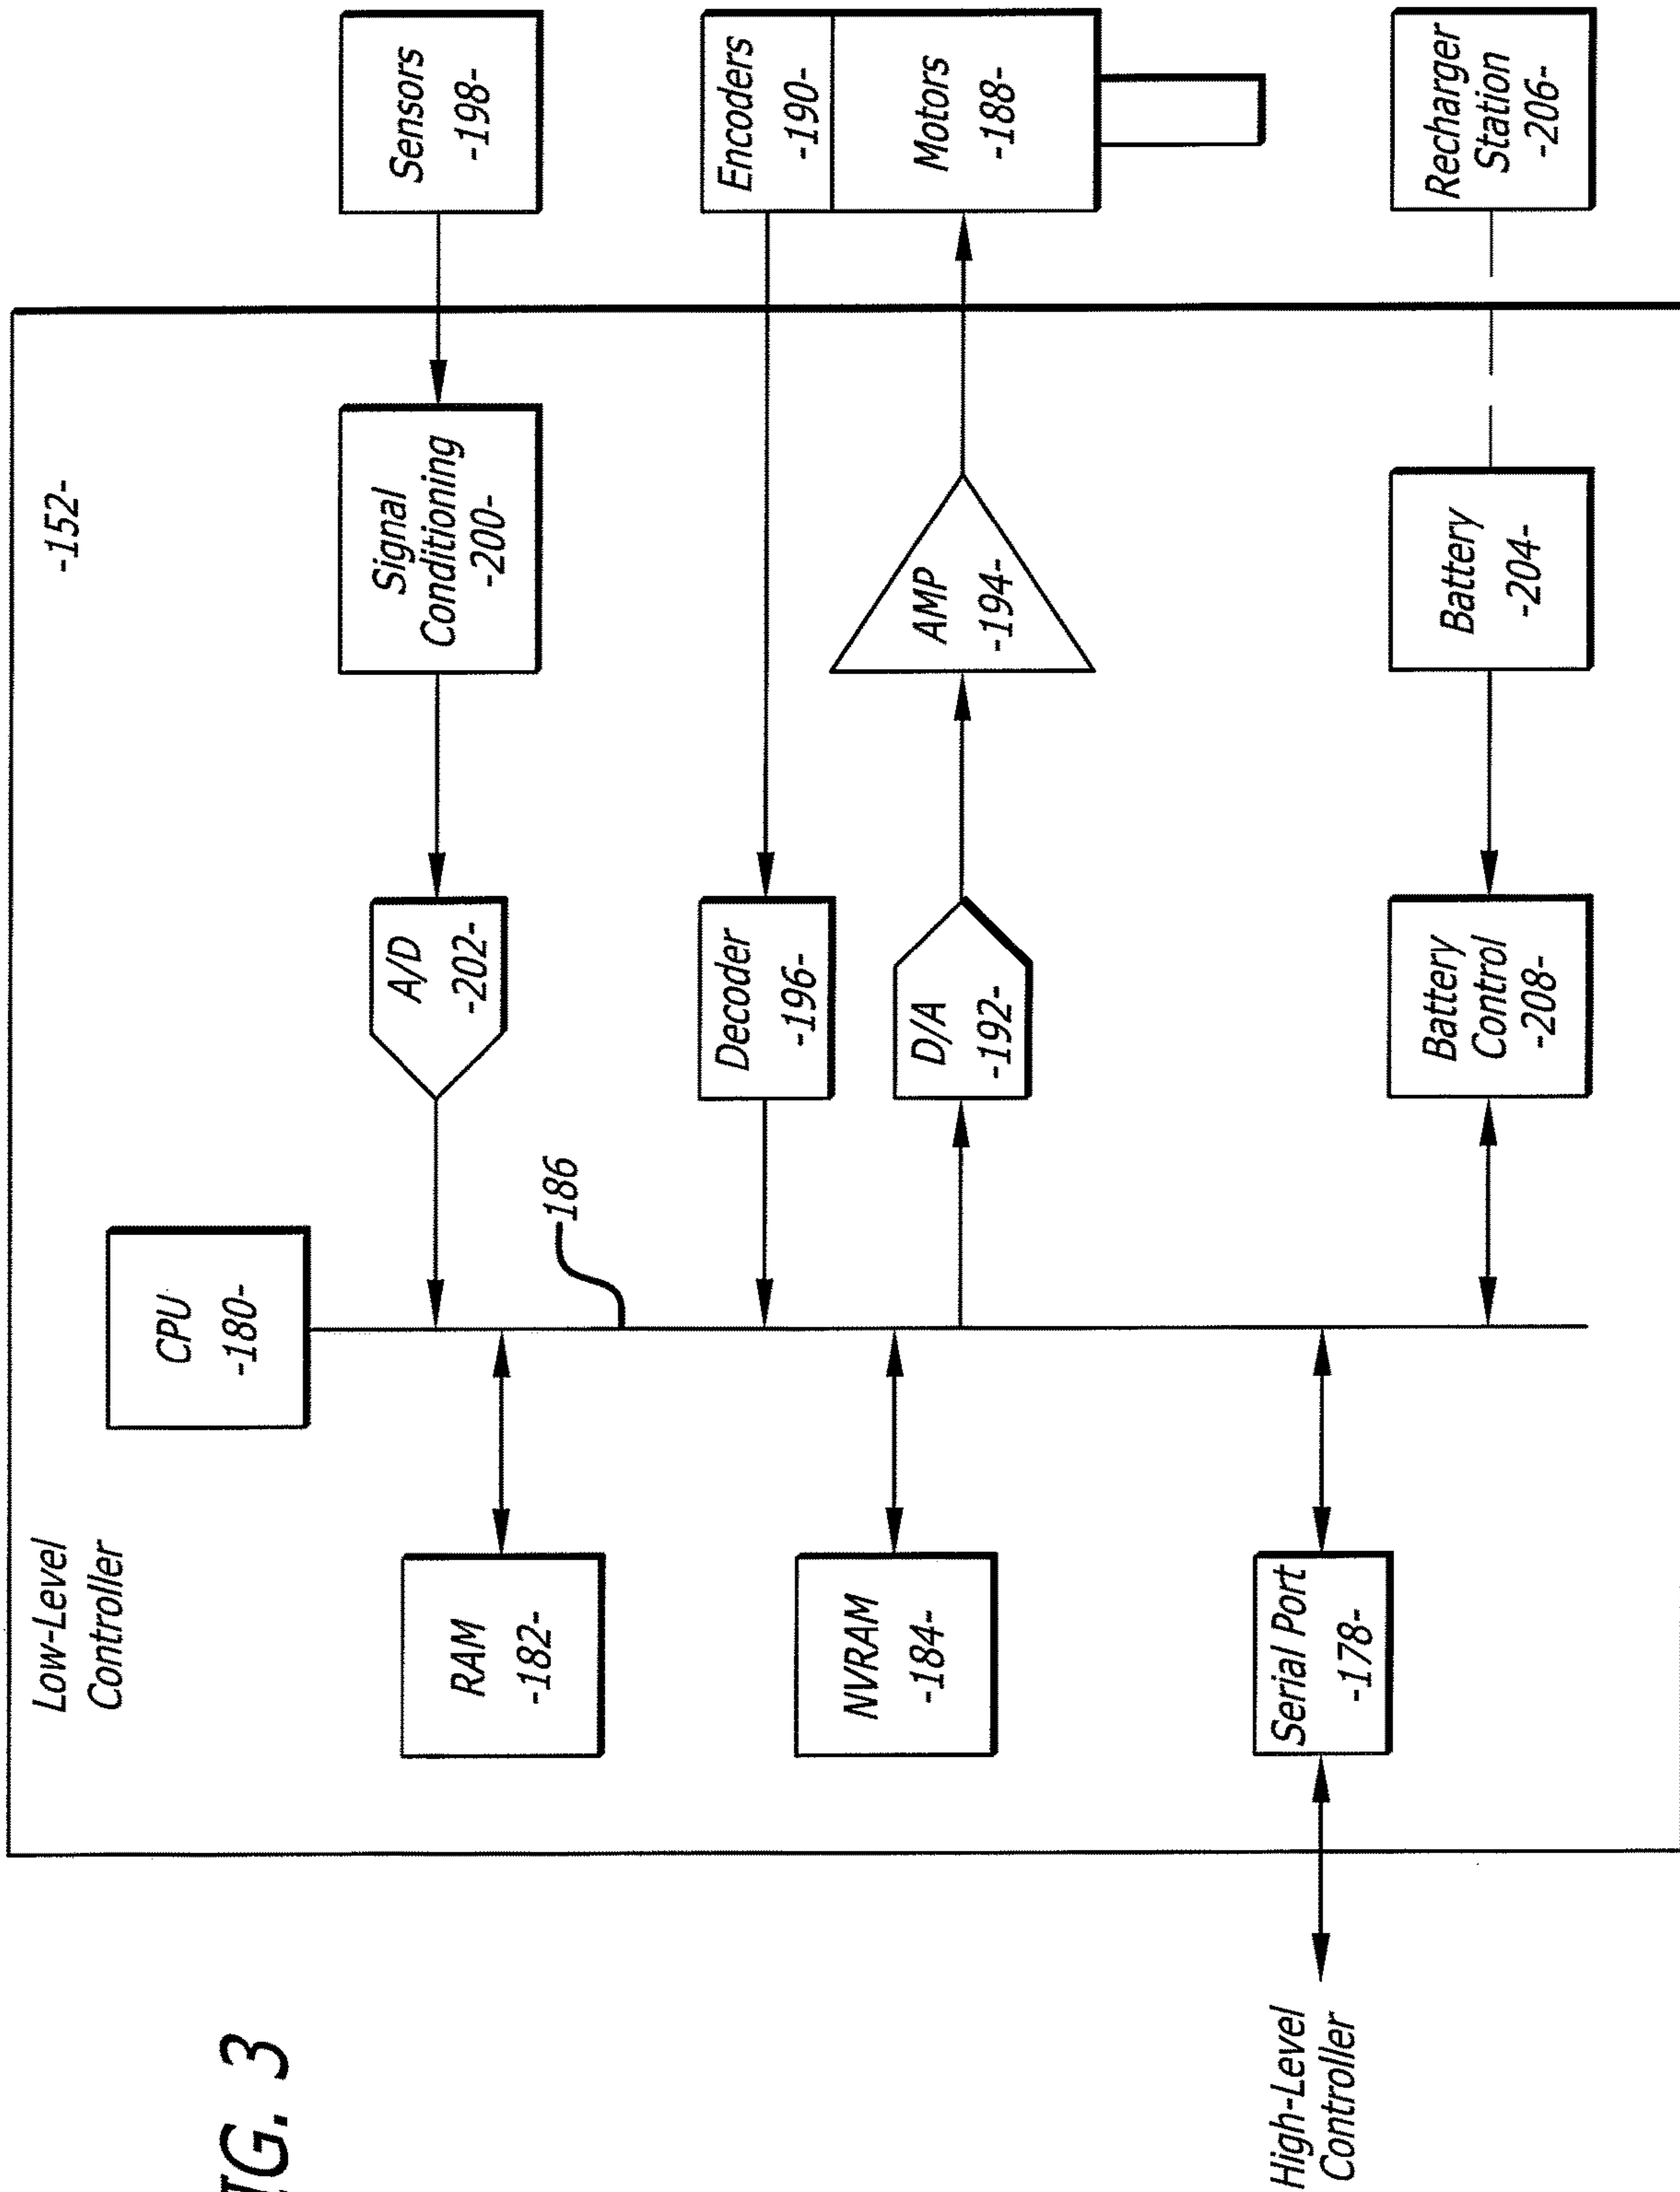 Low-Level
Controller
-152-
CPU
-180-
RAM
-182-
A/D
-202-
Signal
Conditioning
-200-
Sensors
-198-
186
Decoder
-196-
Encoders
-190-
NVRAM
-184-
D/A
-192-
AMP
-194-
Motors
-188-
Serial Port
-178-
High-Level
Controller
Battery
Control
-208-
Battery
-204-
Recharger
Station
-206-
IG. 3